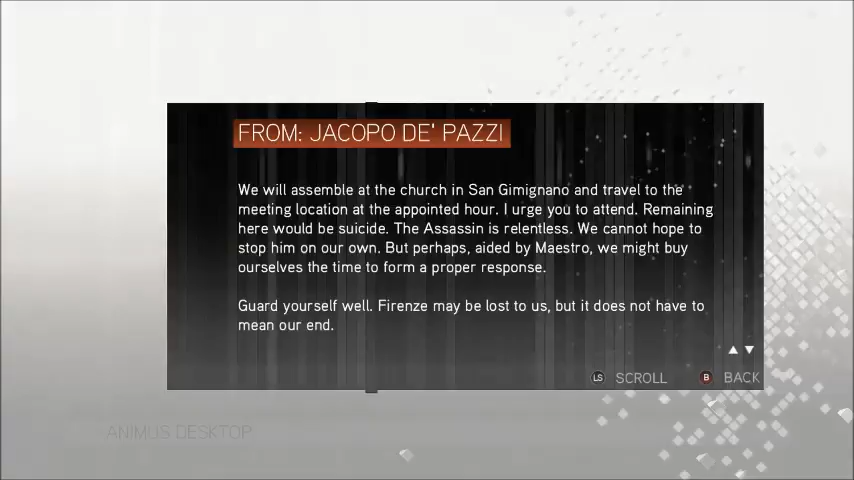 FROM: JACOPO DE' PAZZI
We will assemble at the church in San Gimignano and travel to the
meeting location at the appointed hour. I urge you to attend. Remaining
here would be suicide. The Assassin is relentless. We cannot hope to
stop him on our own. But perhaps, aided by Maestro, we might buy
ourselves the time to form a proper response.
Guard yourself well. Firenze may be lost to us, but it does not have to
mean our end.
LS SCROLL B BACK
ANIMUS DESKTOP